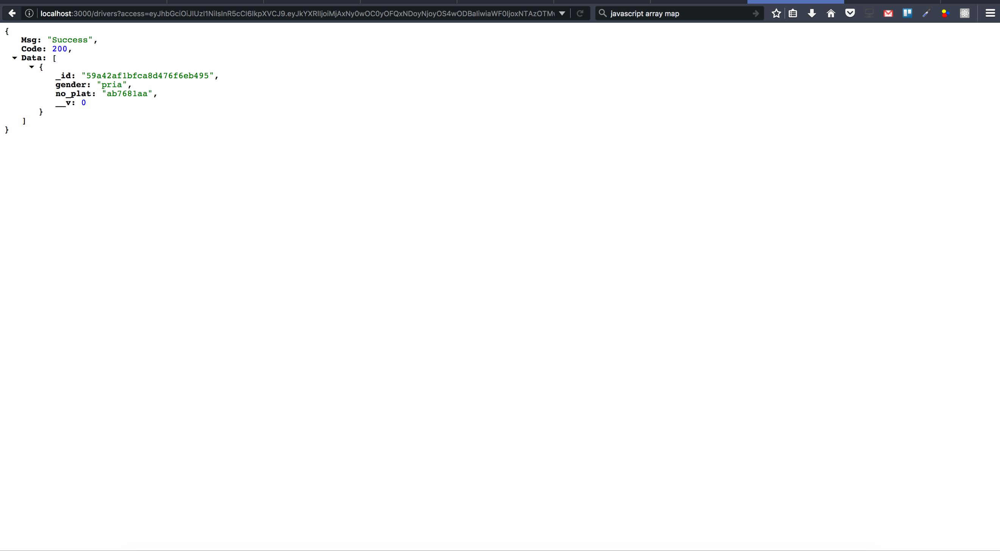 localhost:3000/drivers?access=eyJhbGciOiJIUzI1NiIsInR5cCI6IkpXVCJ9.eyJkYXRlIjoiMjAxNy0wOC0yOFQxNDoyNjoyOS4wODBaIiwiaWF0IjoxNTAzOTM javascript array map
{
Msg: "Success",
Code: 200,
Data: [
{
_id: "59a42af1bfca8d476f6eb495",
gender: "pria",
no_plat: "ab7681aa",
__v: 0
}
]
}